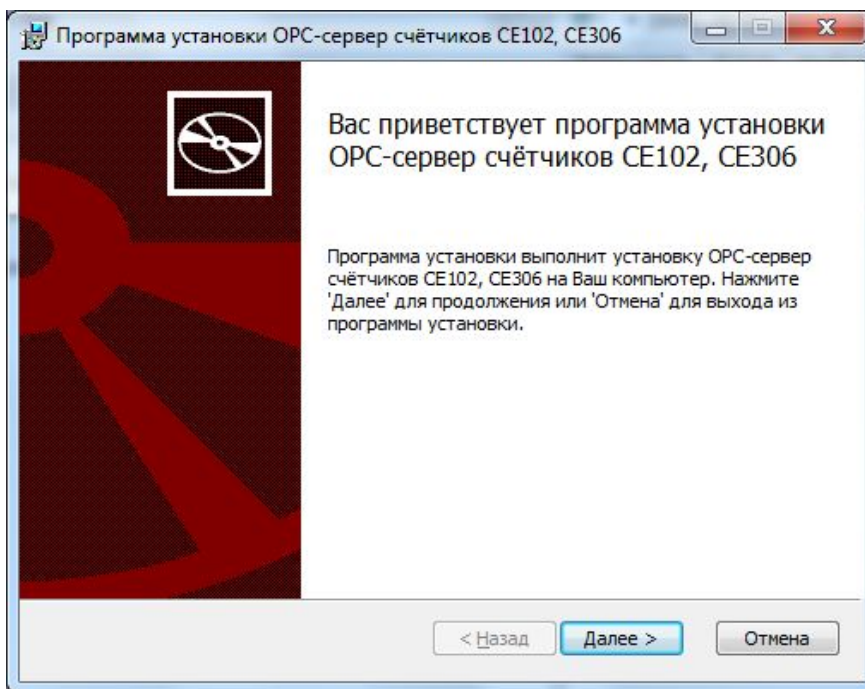 Программа установки OPC-сервер счётчиков CE102, CE306
Вас приветствует программа установки
OPC-сервер счётчиков CE102, CE306
Программа установки выполнит установку OPC-сервер
счётчиков CE102, CE306 на Ваш компьютер. Нажмите
'Далее' для продолжения или 'Отмена' для выхода из
программы установки.
< Назад
Далее >
Отмена